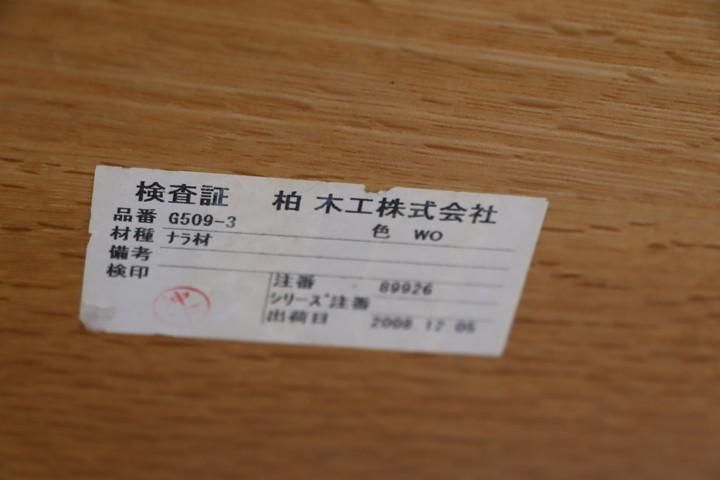 検査証 柏木工株式会社
品番 G509-3 色 WO
材種 ナラ材
備考
検印
注番 89926
シリーズ注番
出荷日 2008.12.05